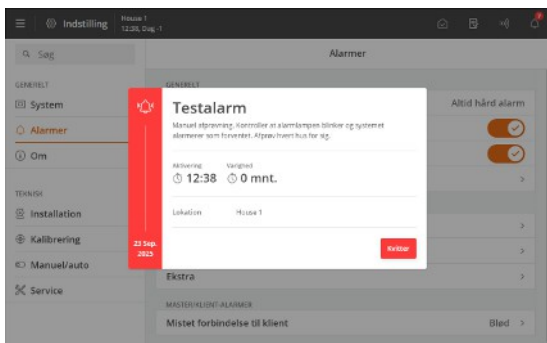 Indstilling
House 1
12:38, Dag -1
Søg
Alarmer
GENERELT
System
Alarmer
Om
TEKNISK
Installation
Kalibrering
Manuel/auto
Service
GENERELT
Altid hård alarm
Testalarm
Manuel afprøvning. Kontroller at alarmlampen blinker og systemet
alarmerer som forventet. Afprøv hvert hus for sig.
Aktivering
Varighed
12:38
0 mnt.
Lokation
House 1
23 Sep.
2025
Kvitter
Ekstra
MASTER/KLIENT-ALARMER
Mistet forbindelse til klient
Blød